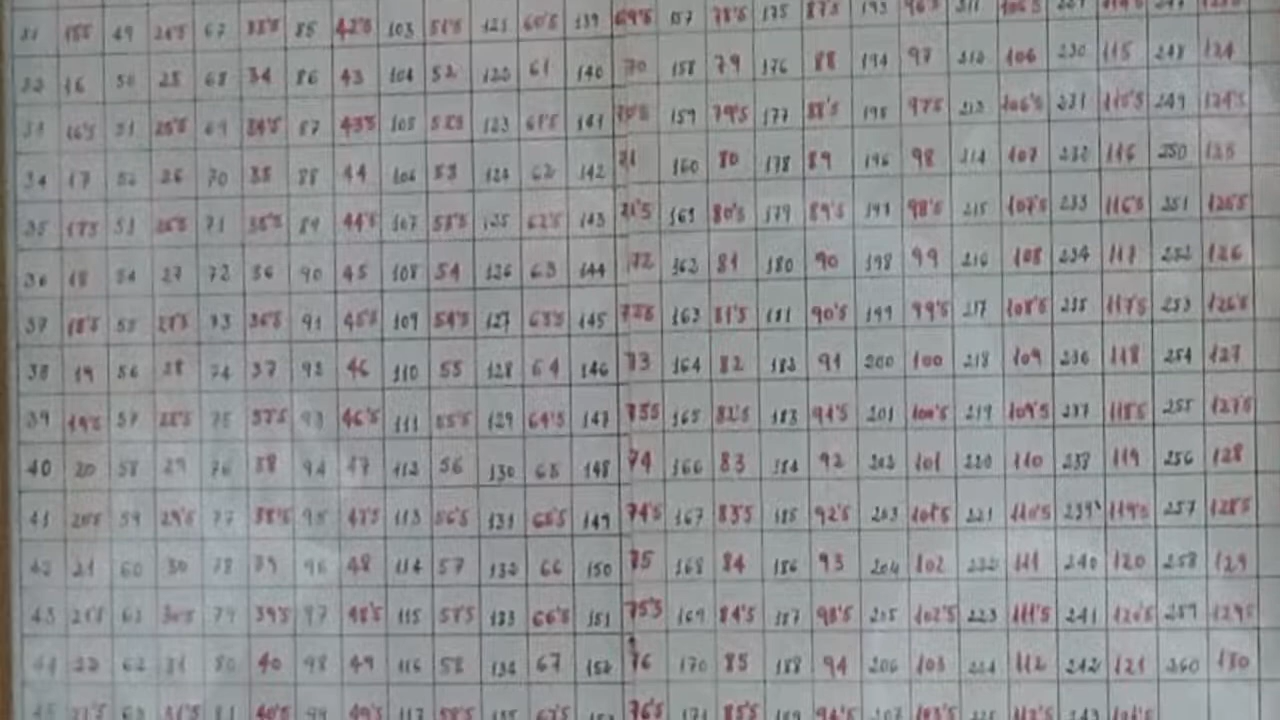 31 15'5 49 24'5 67 33'5 85 42'5 103 51'5 121 60'5 139 69'5 157 78'5 175 87'5 193 96'5 211
32 16 50 25 68 34 86 43 104 52 122 61 140 70 158 79 176 88 194 97 212 106 230 115 248 124
33 16'5 51 25'5 69 34'5 87 43'5 105 52'5 123 61'5 141 70'5 159 79'5 177 88'5 195 97'5 213 106'5 231 115'5 249 124'5
34 17 52 26 70 35 88 44 106 53 124 62 142 71 160 80 178 89 196 98 214 107 232 116 250 125
35 17'5 53 26'5 71 35'5 89 44'5 107 53'5 125 62'5 143 71'5 161 80'5 179 89'5 197 98'5 215 107'5 233 116'5 251 125'5
36 18 54 27 72 36 90 45 108 54 126 63 144 72 162 81 180 90 198 99 216 108 234 117 252 126
37 18'5 55 27'5 73 36'5 91 45'5 109 54'5 127 63'5 145 72'5 163 81'5 181 90'5 199 99'5 217 108'5 235 117'5 253 126'5
38 19 56 28 74 37 92 46 110 55 128 64 146 73 164 82 182 91 200 100 218 109 236 118 254 127
39 19'5 57 28'5 75 37'5 93 46'5 111 55'5 129 64'5 147 73'5 165 82'5 183 91'5 201 100'5 219 109'5 237 118'5 255 127'5
40 20 58 29 76 38 94 47 112 56 130 65 148 74 166 83 184 92 202 101 220 110 238 119 256 128
41 20'5 59 29'5 77 38'5 95 47'5 113 56'5 131 65'5 149 74'5 167 83'5 185 92'5 203 101'5 221 110'5 239 119'5 257 128'5
42 21 60 30 78 39 96 48 114 57 132 66 150 75 168 84 186 93 204 102 222 111 240 120 258 129
43 21'5 61 30'5 79 39'5 97 48'5 115 57'5 133 66'5 151 75'5 169 84'5 187 93'5 205 102'5 223 111'5 241 120'5 259 129'5
44 22 62 31 80 40 98 49 116 58 134 67 152 76 170 85 188 94 206 103 224 112 242 121 260 130
76'5 171 85'5